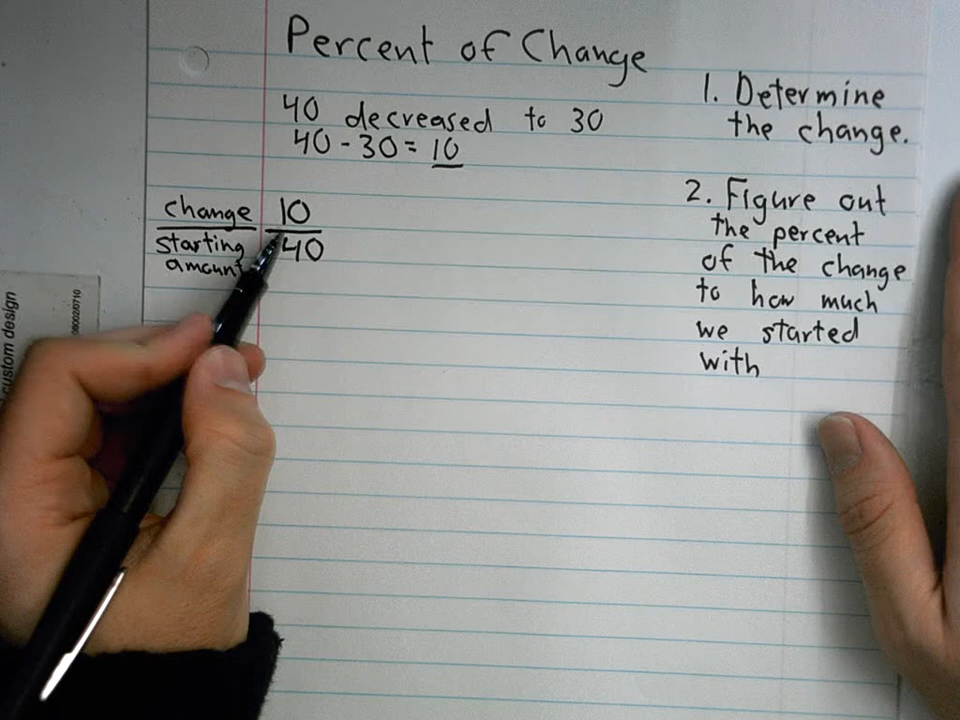 Percent of Change
40 decreased to 30
40 - 30 = 10
change 10
starting 40
amount
1. Determine
the change.
2. Figure out
the percent
of the change
to how much
we started
with
custom design